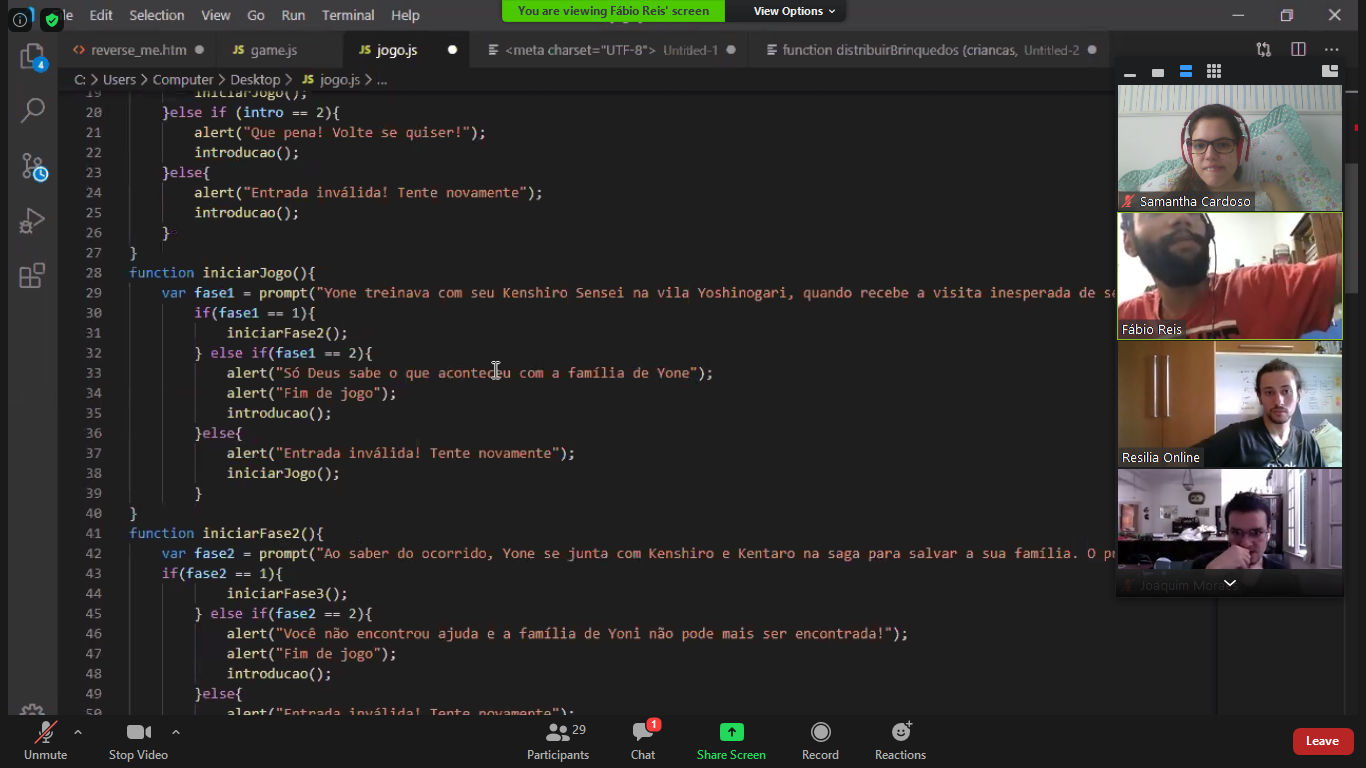 le Edit Selection View Go Run Terminal Help
You are viewing Fábio Reis' screen
View Options
reverse_me.htm
JS game.js
JS jogo.js
<meta charset="UTF-8"> Untitled-1
function distribuirBrinquedos (criancas, Untitled-2
C: > Users > Computer > Desktop > JS jogo.js > ...
4
19 iniciarJogo();
20 }else if (intro == 2){
21 alert("Que pena! Volte se quiser!");
22 introducao();
23 }else{
24 alert("Entrada inválida! Tente novamente");
25 introducao();
26 }
27 }
28 function iniciarJogo(){
29 var fase1 = prompt("Yone treinava com seu Kenshiro Sensei na vila Yoshinogari, quando recebe a visita inesperada de se
30 if(fase1 == 1){
31 iniciarFase2();
32 } else if(fase1 == 2){
33 alert("Só Deus sabe o que aconteceu com a família de Yone");
34 alert("Fim de jogo");
35 introducao();
36 }else{
37 alert("Entrada inválida! Tente novamente");
38 iniciarJogo();
39 }
40 }
41 function iniciarFase2(){
42 var fase2 = prompt("Ao saber do ocorrido, Yone se junta com Kenshiro e Kentaro na saga para salvar a sua família. O pr
43 if(fase2 == 1){
44 iniciarFase3();
45 } else if(fase2 == 2){
46 alert("Você não encontrou ajuda e a família de Yoni não pode mais ser encontrada!");
47 alert("Fim de jogo");
48 introducao();
49 }else{
50 alert("Entrada inválida! Tente novamente");
Samantha Cardoso
Fábio Reis
Resilia Online
Joaquim
Unmute
Stop Video
Participants 29
Chat 1
Share Screen
Record
Reactions
Leave